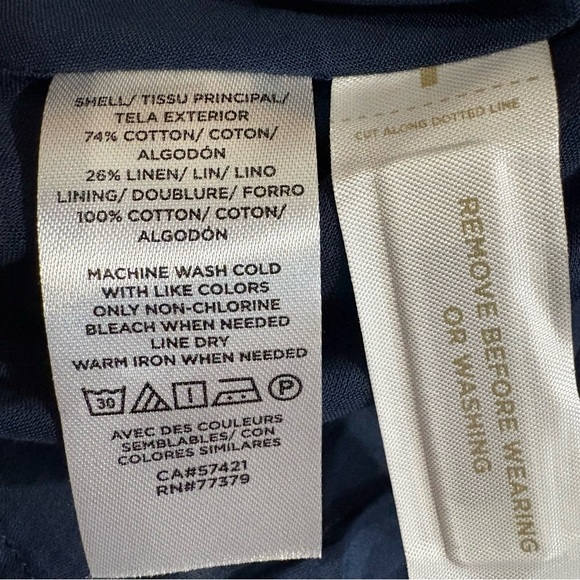 SHELL/ TISSU PRINCIPAL/
TELA EXTERIOR
74% COTTON/ COTON/
ALGODÓN
26% LINEN/ LIN/ LINO
LINING/ DOUBLURE/ FORRO
100% COTTON/ COTON/
ALGODÓN
MACHINE WASH COLD
WITH LIKE COLORS
ONLY NON-CHLORINE
BLEACH WHEN NEEDED
LINE DRY
WARM IRON WHEN NEEDED
30 P
AVEC DES COULEURS
SEMBLABLES/ CON
COLORES SIMILARES
CA#57421
RN#77379
CUT ALONG DOTTED LINE
REMOVE BEFORE WEARING
OR WASHING